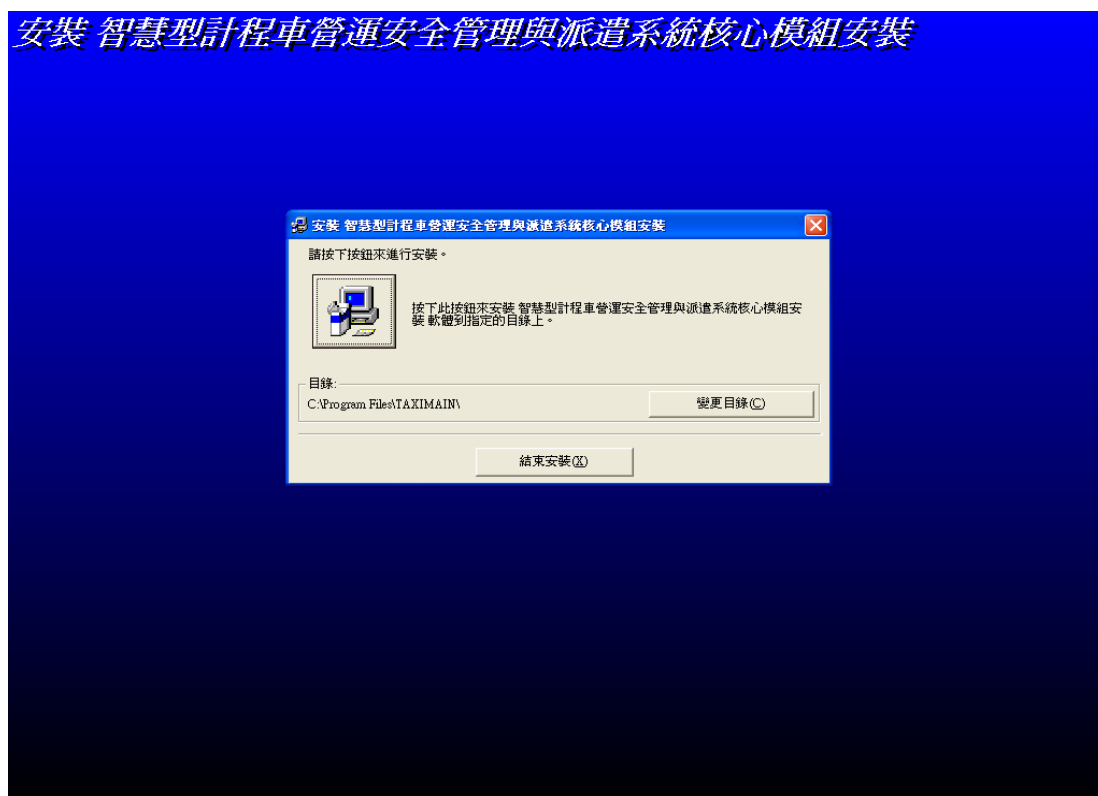 安裝 智慧型計程車營運安全管理與派遣系統核心模組安裝
安裝 智慧型計程車營運安全管理與派遣系統核心模組安裝
請按下按鈕來進行安裝。
按下此按鈕來安裝 智慧型計程車營運安全管理與派遣系統核心模組安
裝 軟體到指定的目錄上。
目錄:
C:\Program Files\TAXIMAIN\
變更目錄(C)
結束安裝(X)